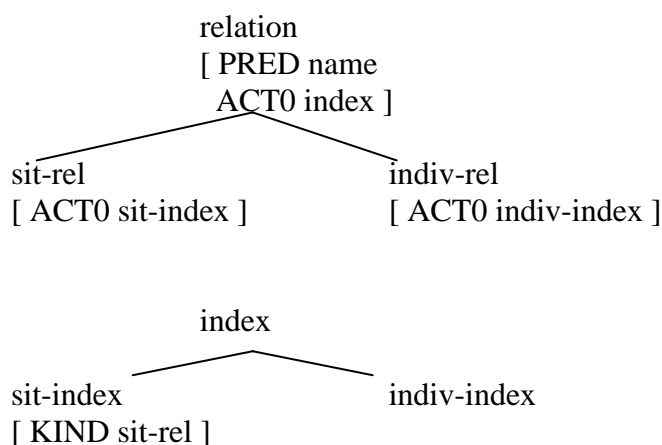 relation
[ PRED name
ACT0 index ]
sit-rel indiv-rel
[ ACT0 sit-index ] [ ACT0 indiv-index ]
index
sit-index indiv-index
[ KIND sit-rel ]